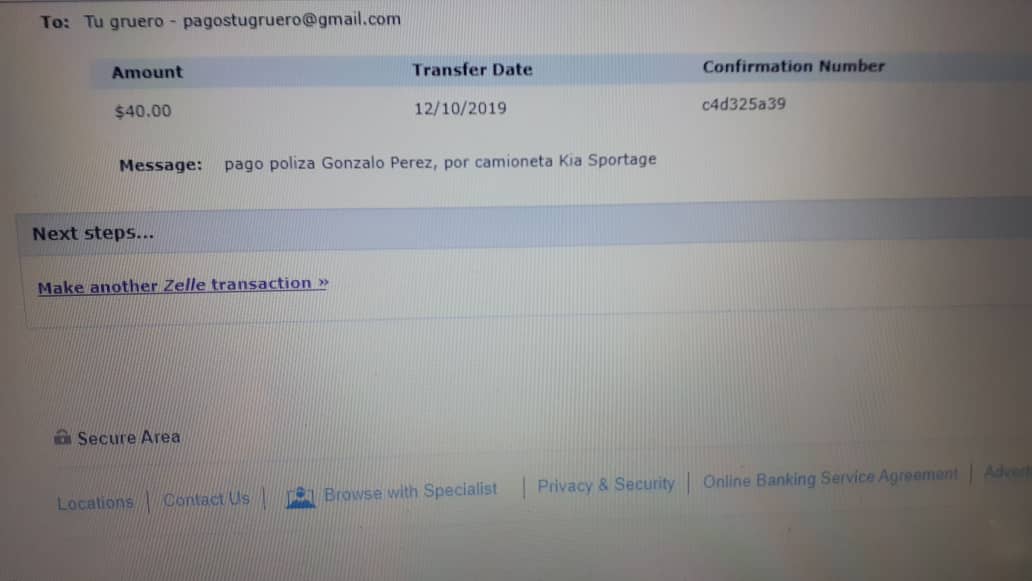 To: Tu gruero - pagostugruero@gmail.com
Amount Transfer Date Confirmation Number
$40.00 12/10/2019 c4d325a39
Message: pago poliza Gonzalo Perez, por camioneta Kia Sportage
Next steps...
Make another Zelle transaction »
Secure Area
Locations | Contact Us | Browse with Specialist | Privacy & Security | Online Banking Service Agreement |